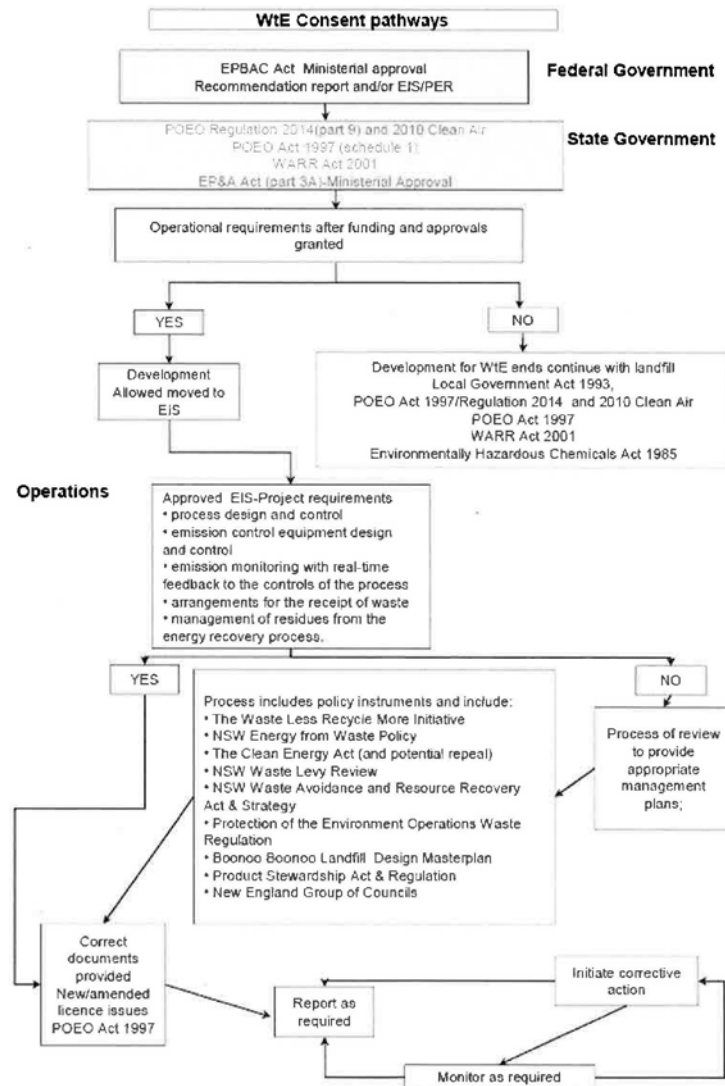 WtE Consent pathways
EPBAC Act Ministerial approval
Recommendation report and/or EIS/PER
Federal Government
POEO Regulation 2014(part 9) and 2010 Clean Air
POEO Act 1997 (schedule 1)
WARR Act 2001
EP&A Act (part 3A)-Ministerial Approval
State Government
Operational requirements after funding and approvals
granted
YES
NO
Development
Allowed moved to
EIS
Development for WtE ends continue with landfill
Local Government Act 1993,
POEO Act 1997/Regulation 2014 and 2010 Clean Air
POEO Act 1997
WARR Act 2001
Environmentally Hazardous Chemicals Act 1985
Operations
Approved EIS-Project requirements
• process design and control
• emission control equipment design
and control
• emission monitoring with real-time
feedback to the controls of the process
• arrangements for the receipt of waste
• management of residues from the
energy recovery process.
YES
NO
Process includes policy instruments and include:
• The Waste Less Recycle More Initiative
• NSW Energy from Waste Policy
• The Clean Energy Act (and potential repeal)
• NSW Waste Levy Review
• NSW Waste Avoidance and Resource Recovery
Act & Strategy
• Protection of the Environment Operations Waste
Regulation
• Boonoo Boonoo Landfill Design Masterplan
• Product Stewardship Act & Regulation
• New England Group of Councils
Process of review
to provide
appropriate
management
plans;
Correct
documents
provided
New/amended
licence issues
POEO Act 1997
Report as
required
Initiate corrective
action
Monitor as required